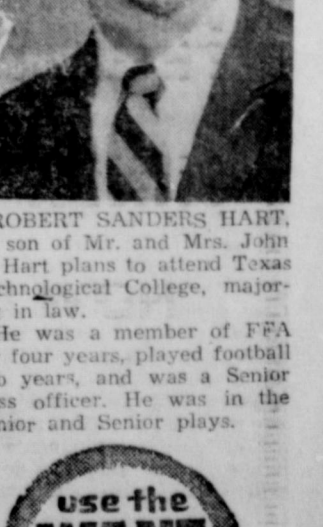 ROBERT SANDERS HART,
son of Mr. and Mrs. John
Hart plans to attend Texas
chnological College, major-
in law.
He was a member of FFA
four years, played football
o years, and was a Senior
ss officer. He was in the
nior and Senior plays.
use the